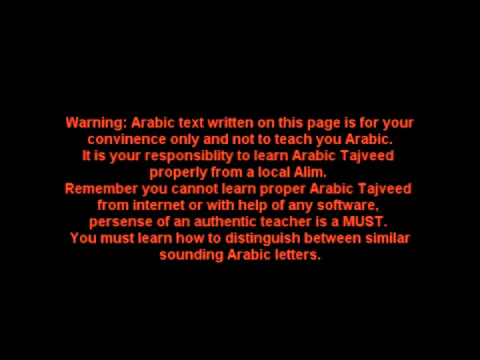 Warning: Arabic text written on this page is for your
convinence only and not to teach you Arabic.
It is your responsiblity to learn Arabic Tajveed
properly from a local Alim.
Remember you cannot learn proper Arabic Tajveed
from internet or with help of any software,
persense of an authentic teacher is a MUST.
You must learn how to distinguish between similar
sounding Arabic letters.